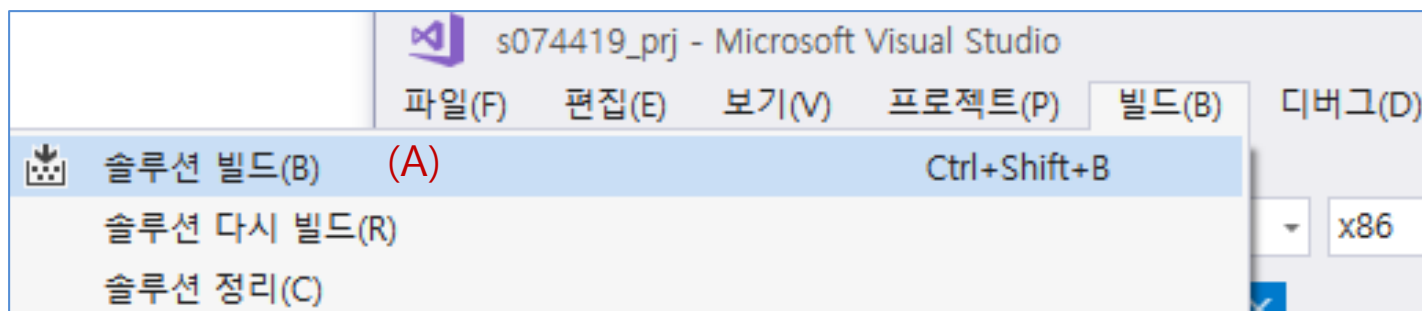 s074419_prj - Microsoft Visual Studio
파일(F) 편집(E) 보기(V) 프로젝트(P) 빌드(B) 디버그(D)
솔루션 빌드(B) (A) Ctrl+Shift+B
솔루션 다시 빌드(R) x86
솔루션 정리(C)